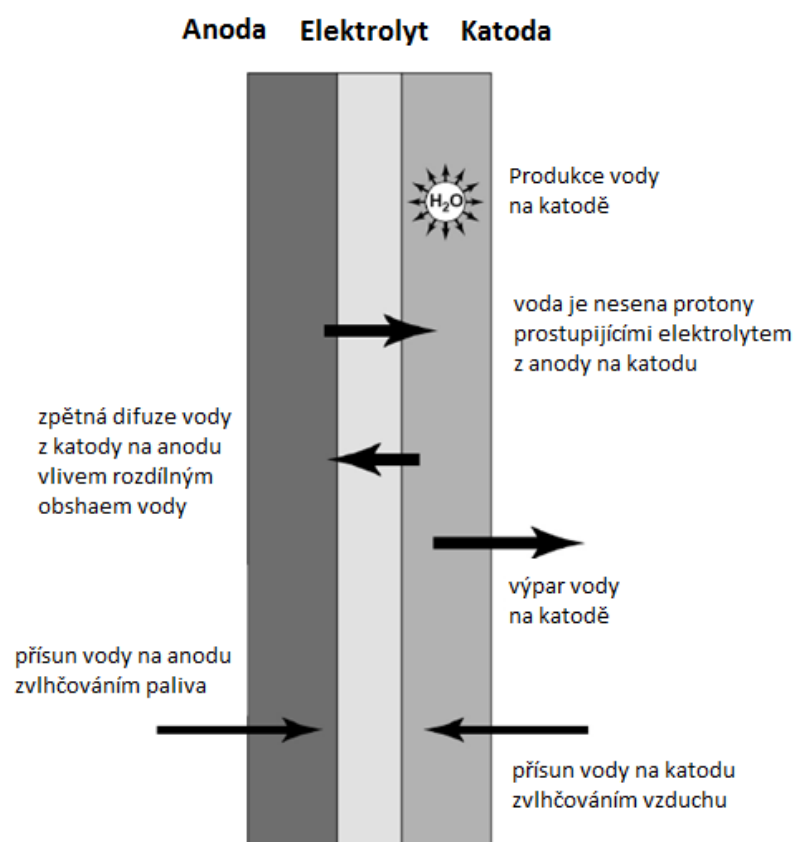 Anoda Elektrolyt Katoda
H₂O
Produkce vody
na katodě
voda je nesena protony
prostupijícími elektrolytem
z anody na katodu
zpětná difuze vody
z katody na anodu
vlivem rozdílným
obshaem vody
výpar vody
na katodě
přísun vody na anodu
zvlhčováním paliva
přísun vody na katodu
zvlhčováním vzduchu